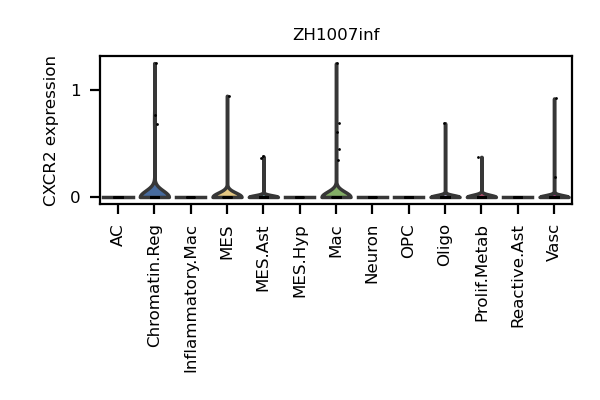 ZH1007inf
CXCR2 expression
1
0
AC
Chromatin.Reg
Inflammatory.Mac
MES
MES.Ast
MES.Hyp
Mac
Neuron
OPC
Oligo
Prolif.Metab
Reactive.Ast
Vasc